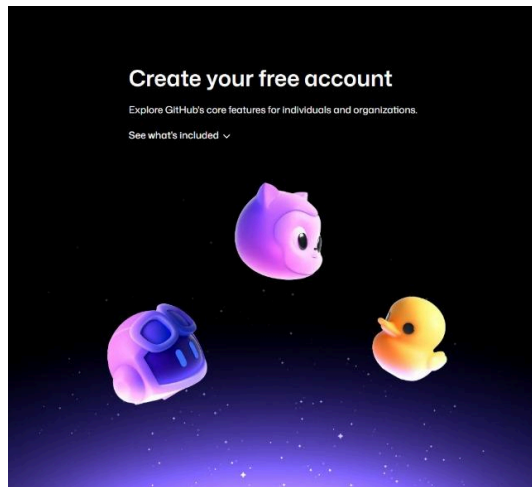 Create your free account
Explore GitHub's core features for individuals and organizations.
See what's included